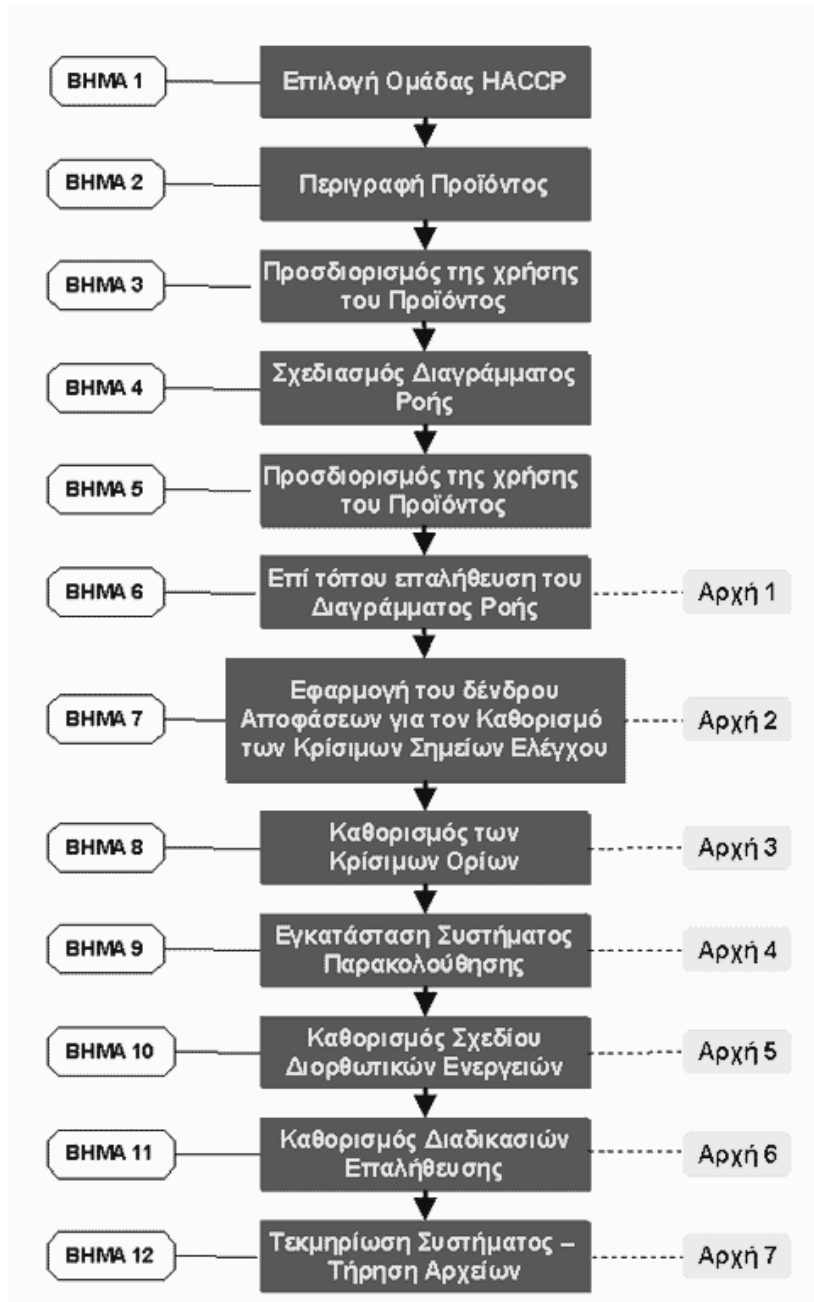 ΒΗΜΑ 1
Επιλογή Ομάδας HACCP
ΒΗΜΑ 2
Περιγραφή Προϊόντος
ΒΗΜΑ 3
Προσδιορισμός της χρήσης
του Προϊόντος
ΒΗΜΑ 4
Σχεδιασμός Διαγράμματος
Ροής
ΒΗΜΑ 5
Προσδιορισμός της χρήσης
του Προϊόντος
ΒΗΜΑ 6
Επί τόπου επαλήθευση του
Διαγράμματος Ροής
Αρχή 1
ΒΗΜΑ 7
Εφαρμογή του δένδρου
Αποφάσεων για τον Καθορισμό
των Κρίσιμων Σημείων Ελέγχου
Αρχή 2
ΒΗΜΑ 8
Καθορισμός των
Κρίσιμων Ορίων
Αρχή 3
ΒΗΜΑ 9
Εγκατάσταση Συστήματος
Παρακολούθησης
Αρχή 4
ΒΗΜΑ 10
Καθορισμός Σχεδίου
Διορθωτικών Ενεργειών
Αρχή 5
ΒΗΜΑ 11
Καθορισμός Διαδικασιών
Επαλήθευσης
Αρχή 6
ΒΗΜΑ 12
Τεκμηρίωση Συστήματος –
Τήρηση Αρχείων
Αρχή 7